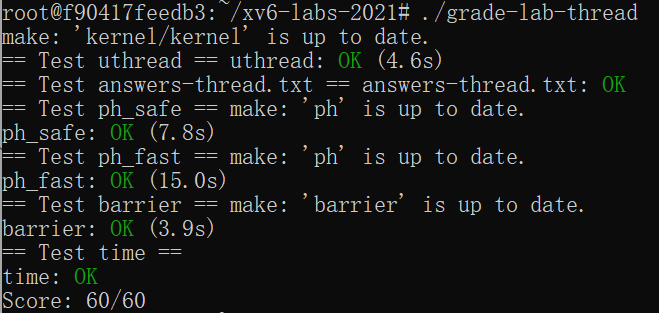 root@f90417feedb3:~/xv6-labs-2021# ./grade-lab-thread
make: 'kernel/kernel' is up to date.
== Test uthread == uthread: OK (4.6s)
== Test answers-thread.txt == answers-thread.txt: OK
== Test ph_safe == make: 'ph' is up to date.
ph_safe: OK (7.8s)
== Test ph_fast == make: 'ph' is up to date.
ph_fast: OK (15.0s)
== Test barrier == make: 'barrier' is up to date.
barrier: OK (3.9s)
== Test time ==
time: OK
Score: 60/60